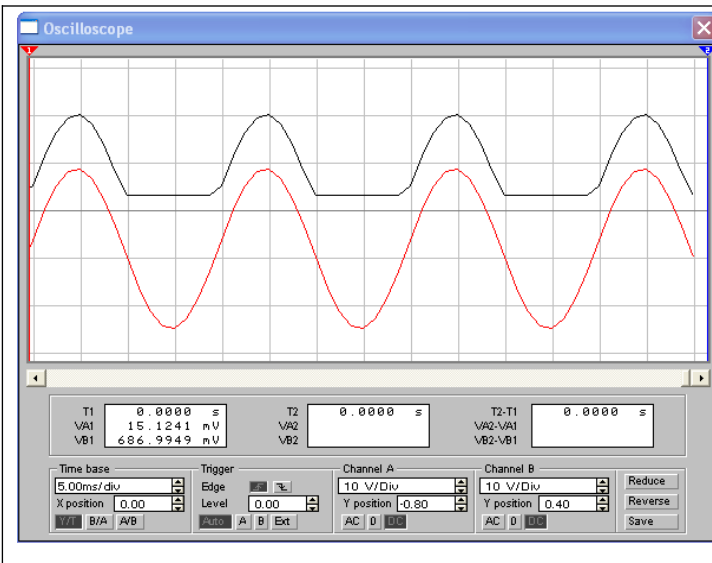 Oscilloscope
1 2
T1 0.0000 s T2 0.0000 s T2-T1 0.0000 s
VA1 15.1241 mV VA2 VA2-VA1
VB1 686.9949 mV VB2 VB2-VB1
Time base Trigger Channel A Channel B
5.00ms/div Edge 10 V/Div 10 V/Div Reduce
X position 0.00 Level 0.00 Y position -0.80 Y position 0.40 Reverse
Y/T B/A A/B Auto A B Ext AC 0 DC AC 0 DC Save